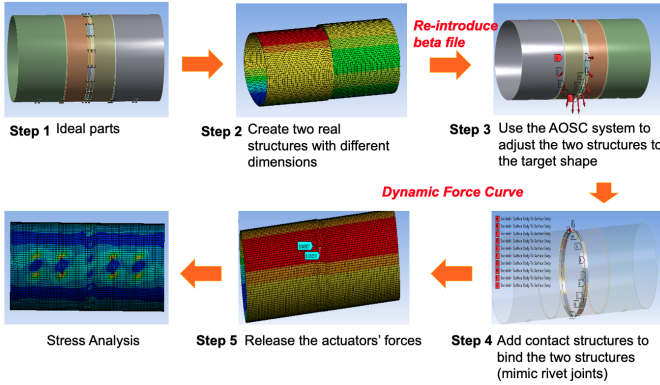 Re-introduce
beta file
Step 1 Ideal parts
Step 2 Create two real
structures with different
dimensions
Step 3 Use the AOSC system to
adjust the two structures to
the target shape
Dynamic Force Curve
Stress Analysis
Step 5 Release the actuators' forces
Step 4 Add contact structures to
bind the two structures
(mimic rivet joints)